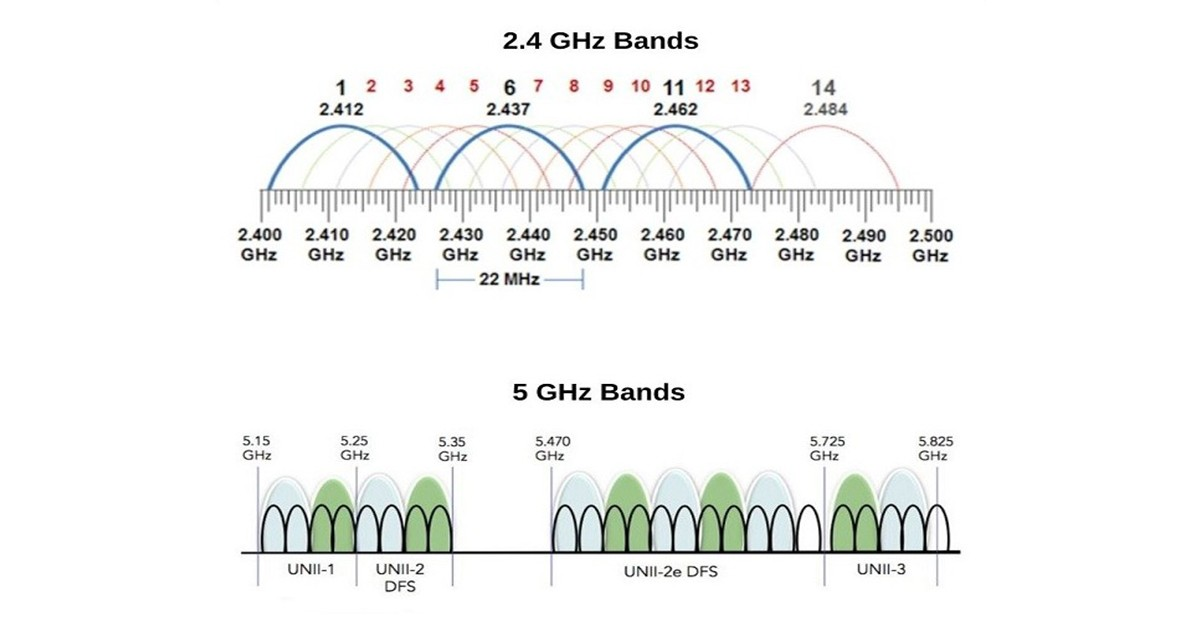 2.4 GHz Bands
1 2 3 4 5 6 7 8 9 10 11 12 13 14
2.412 2.437 2.462 2.484
2.400 2.410 2.420 2.430 2.440 2.450 2.460 2.470 2.480 2.490 2.500
GHz GHz GHz GHz GHz GHz GHz GHz GHz GHz GHz
22 MHz
5 GHz Bands
5.15 5.25 5.35 5.470 5.725 5.825
GHz GHz GHz GHz GHz GHz
UNII-1 UNII-2 UNII-2e DFS UNII-3
DFS